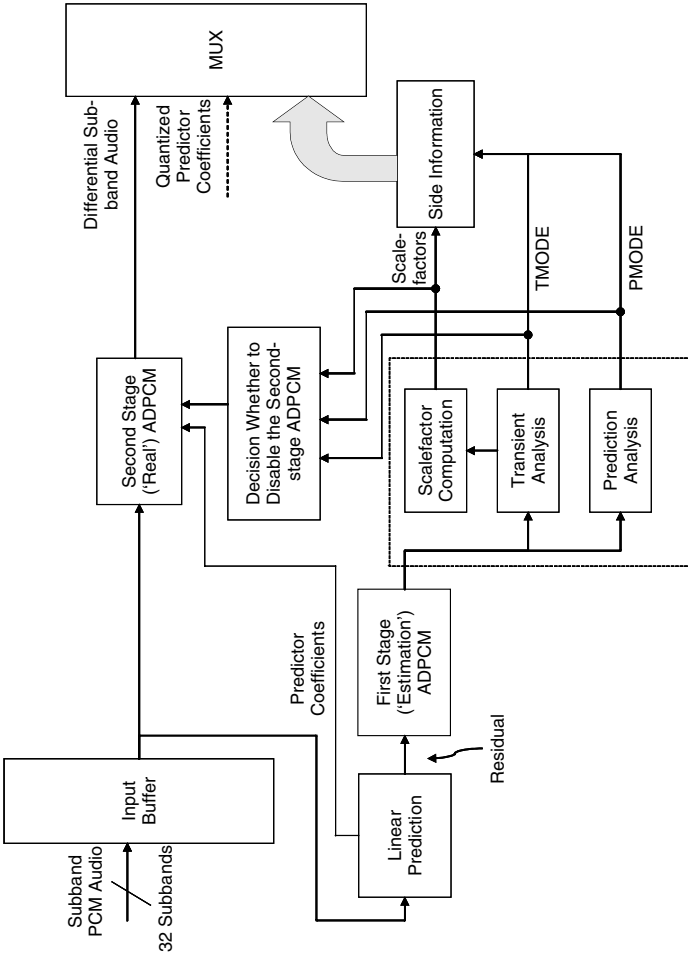 Subband
PCM Audio
32 Subbands
Input
Buffer
Linear
Prediction
Predictor
Coefficients
Residual
First Stage
('Estimation')
ADPCM
Second Stage
('Real') ADPCM
Decision Whether to
Disable the Second-
stage ADPCM
Scalefactor
Computation
Transient
Analysis
Prediction
Analysis
Scale-
factors
TMODE
PMODE
Side Information
Differential Sub-
band Audio
Quantized
Predictor
Coefficients
MUX